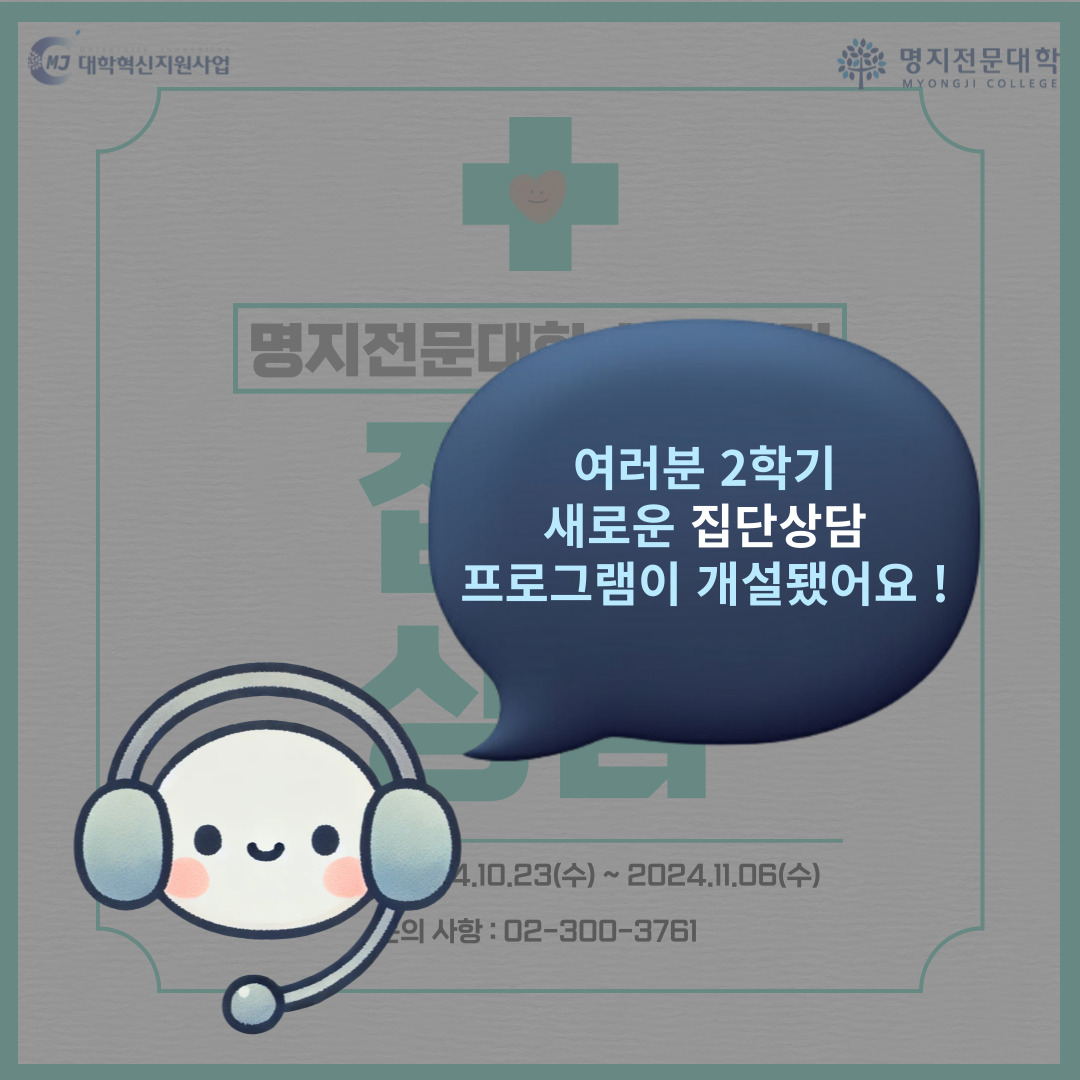 MJ 대학혁신지원사업
명지전문대학
MYONGJI COLLEGE
명지전문대학
여러분 2학기
새로운 집단상담
프로그램이 개설됐어요 !
4.10.23(수) ~ 2024.11.06(수)
문의 사항 : 02-300-3761